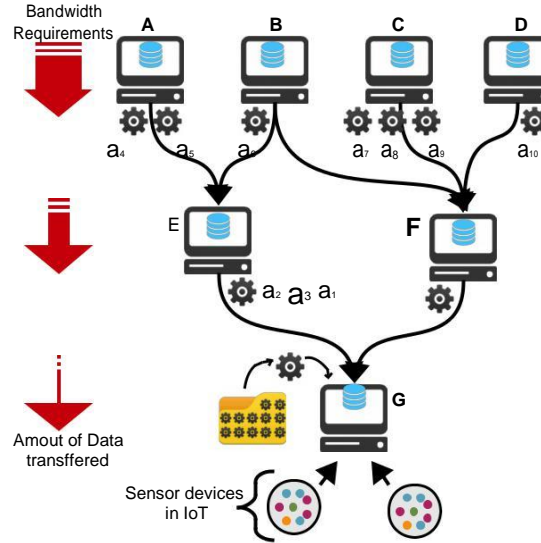 Bandwidth
Requirements
A
B
C
D
a4
a5
a6
a7
a8
a9
a10
E
F
a2
a3
a1
G
Amout of Data
transffered
Sensor devices
in IoT